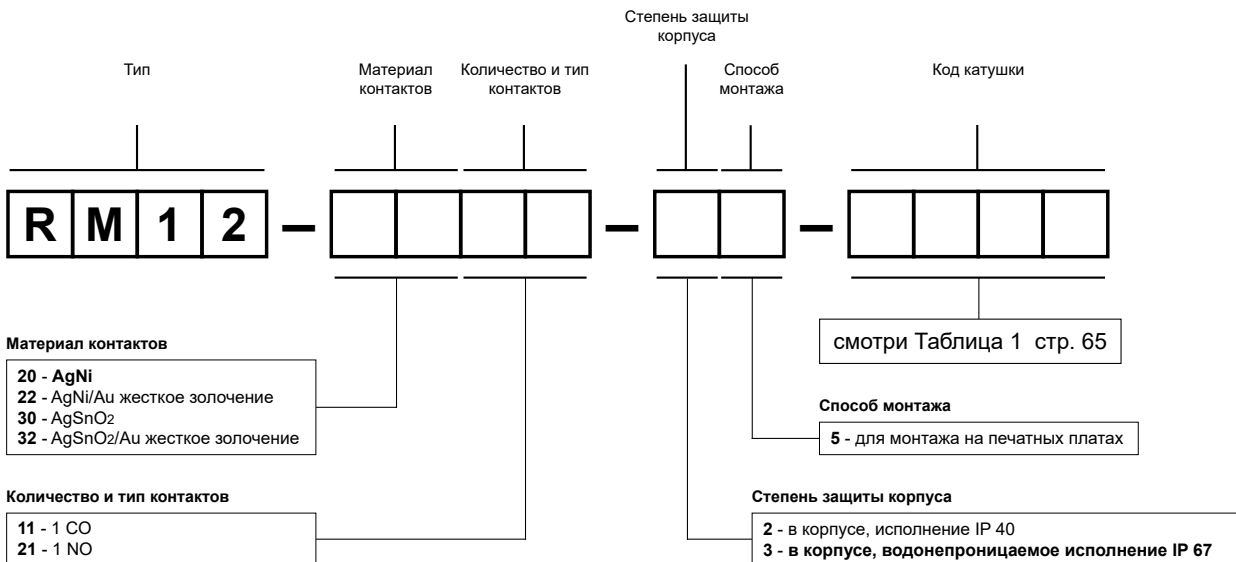 Степень защиты
корпуса
Тип
Материал
контактов
Количество и тип
контактов
Способ
монтажа
Код катушки
RM12 – –  –
смотри Таблица 1 стр. 65
Материал контактов
20 - AgNi
22 - AgNi/Au жесткое золочение
30 - AgSnO2
32 - AgSnO2/Au жесткое золочение
Способ монтажа
5 - для монтажа на печатных платах
Количество и тип контактов
11 - 1 CO
21 - 1 NO
Степень защиты корпуса
2 - в корпусе, исполнение IP 40
3 - в корпусе, водонепроницаемое исполнение IP 67